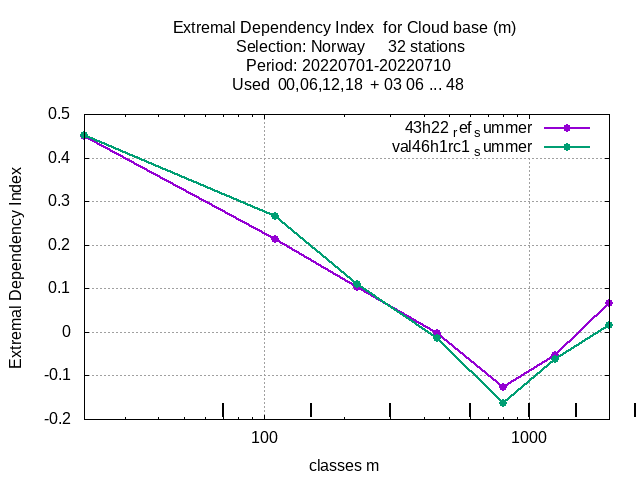 Extremal Dependency Index  for Cloud base (m)
Selection: Norway     32 stations
Period: 20220701-20220710
Used  00,06,12,18  + 03 06 ... 48
43h22 ref summer
val46h1rc1 summer
0.5
0.4
0.3
0.2
0.1
0
-0.1
-0.2
Extremal Dependency Index
100
1000
classes m